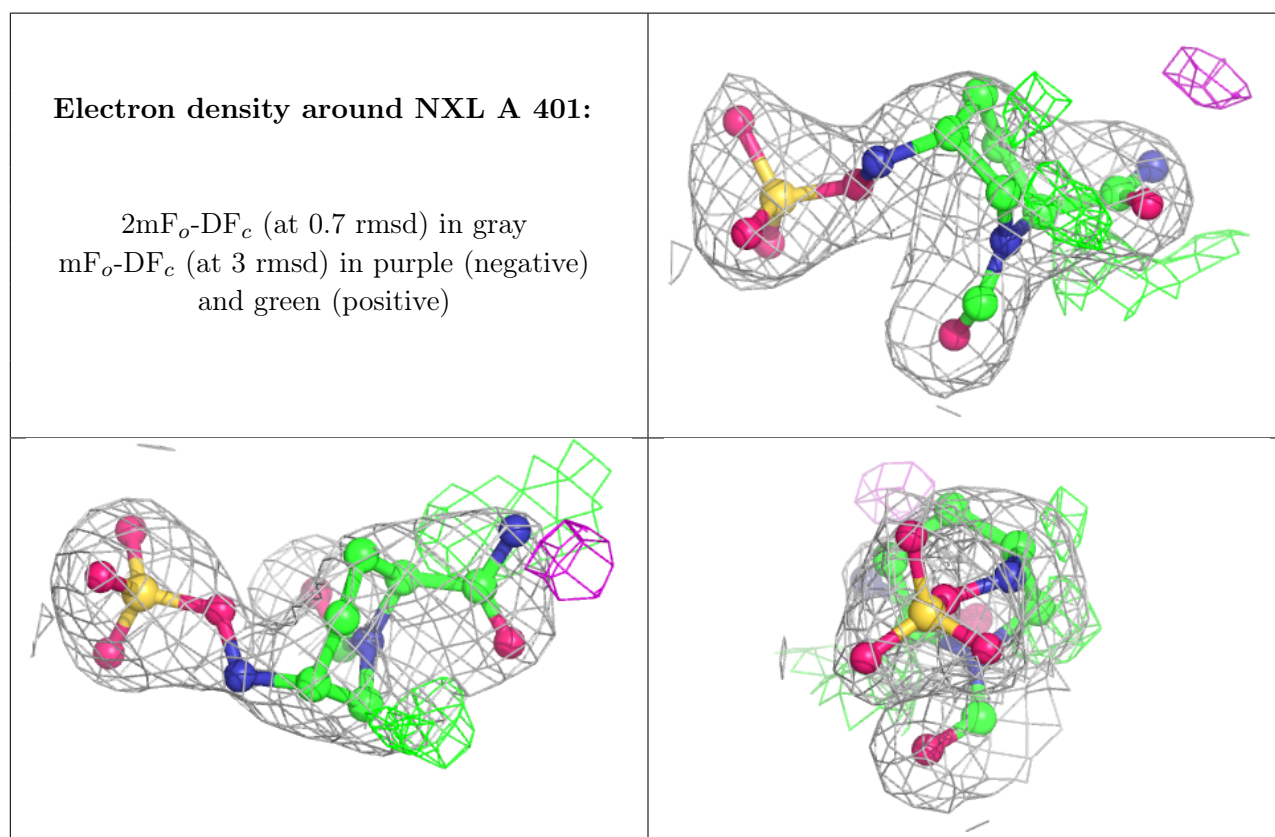 Electron density around NXL A 401:
2mFo-DFc (at 0.7 rmsd) in gray
mFo-DFc (at 3 rmsd) in purple (negative)
and green (positive)